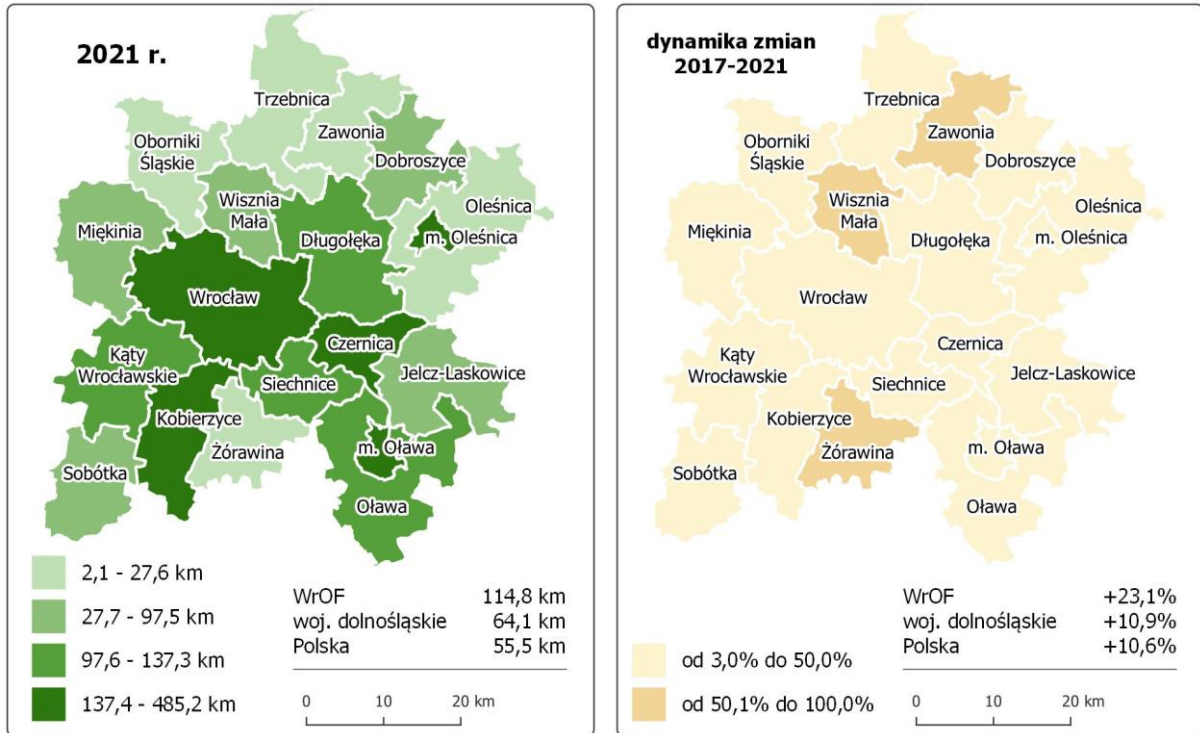 2021 r.
Trzebnica
Zawonia
Oborniki
Śląskie
Dobroszyce
Wisznia
Mała
Oleśnica
Miękinia
Długołęka
m. Oleśnica
Wrocław
Czernica
Kąty
Wrocławskie
Siechnice
Jelcz-Laskowice
Kobierzyce
Żórawina
m. Oława
Sobótka
Oława
2,1 - 27,6 km
27,7 - 97,5 km
97,6 - 137,3 km
137,4 - 485,2 km
WrOF 114,8 km
woj. dolnośląskie 64,1 km
Polska 55,5 km
0 10 20 km
dynamika zmian
2017-2021
Trzebnica
Zawonia
Oborniki
Śląskie
Dobroszyce
Wisznia
Mała
Oleśnica
Miękinia
Długołęka
m. Oleśnica
Wrocław
Czernica
Kąty
Wrocławskie
Siechnice
Jelcz-Laskowice
Kobierzyce
Żórawina
m. Oława
Sobótka
Oława
od 3,0% do 50,0%
od 50,1% do 100,0%
WrOF +23,1%
woj. dolnośląskie +10,9%
Polska +10,6%
0 10 20 km